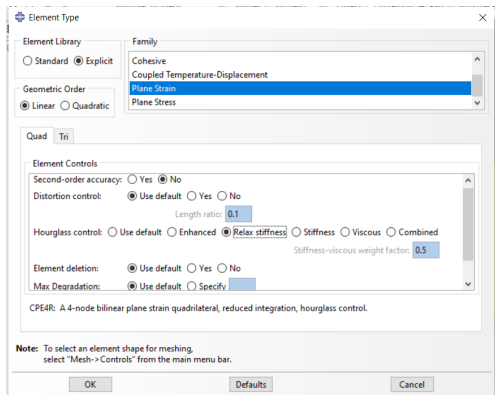 Element Type
Element Library
Family
Standard Explicit
Cohesive
Coupled Temperature-Displacement
Plane Strain
Plane Stress
Geometric Order
Linear Quadratic
Quad Tri
Element Controls
Second-order accuracy: Yes No
Distortion control: Use default Yes No
Length ratio: 0.1
Hourglass control: Use default Enhanced Relax stiffness Stiffness Viscous Combined
Stiffness-viscous weight factor: 0.5
Element deletion: Use default Yes No
Max Degradation: Use default Specify
CPE4R: A 4-node bilinear plane strain quadrilateral, reduced integration, hourglass control.
Note: To select an element shape for meshing,
select "Mesh->Controls" from the main menu bar.
OK Defaults Cancel